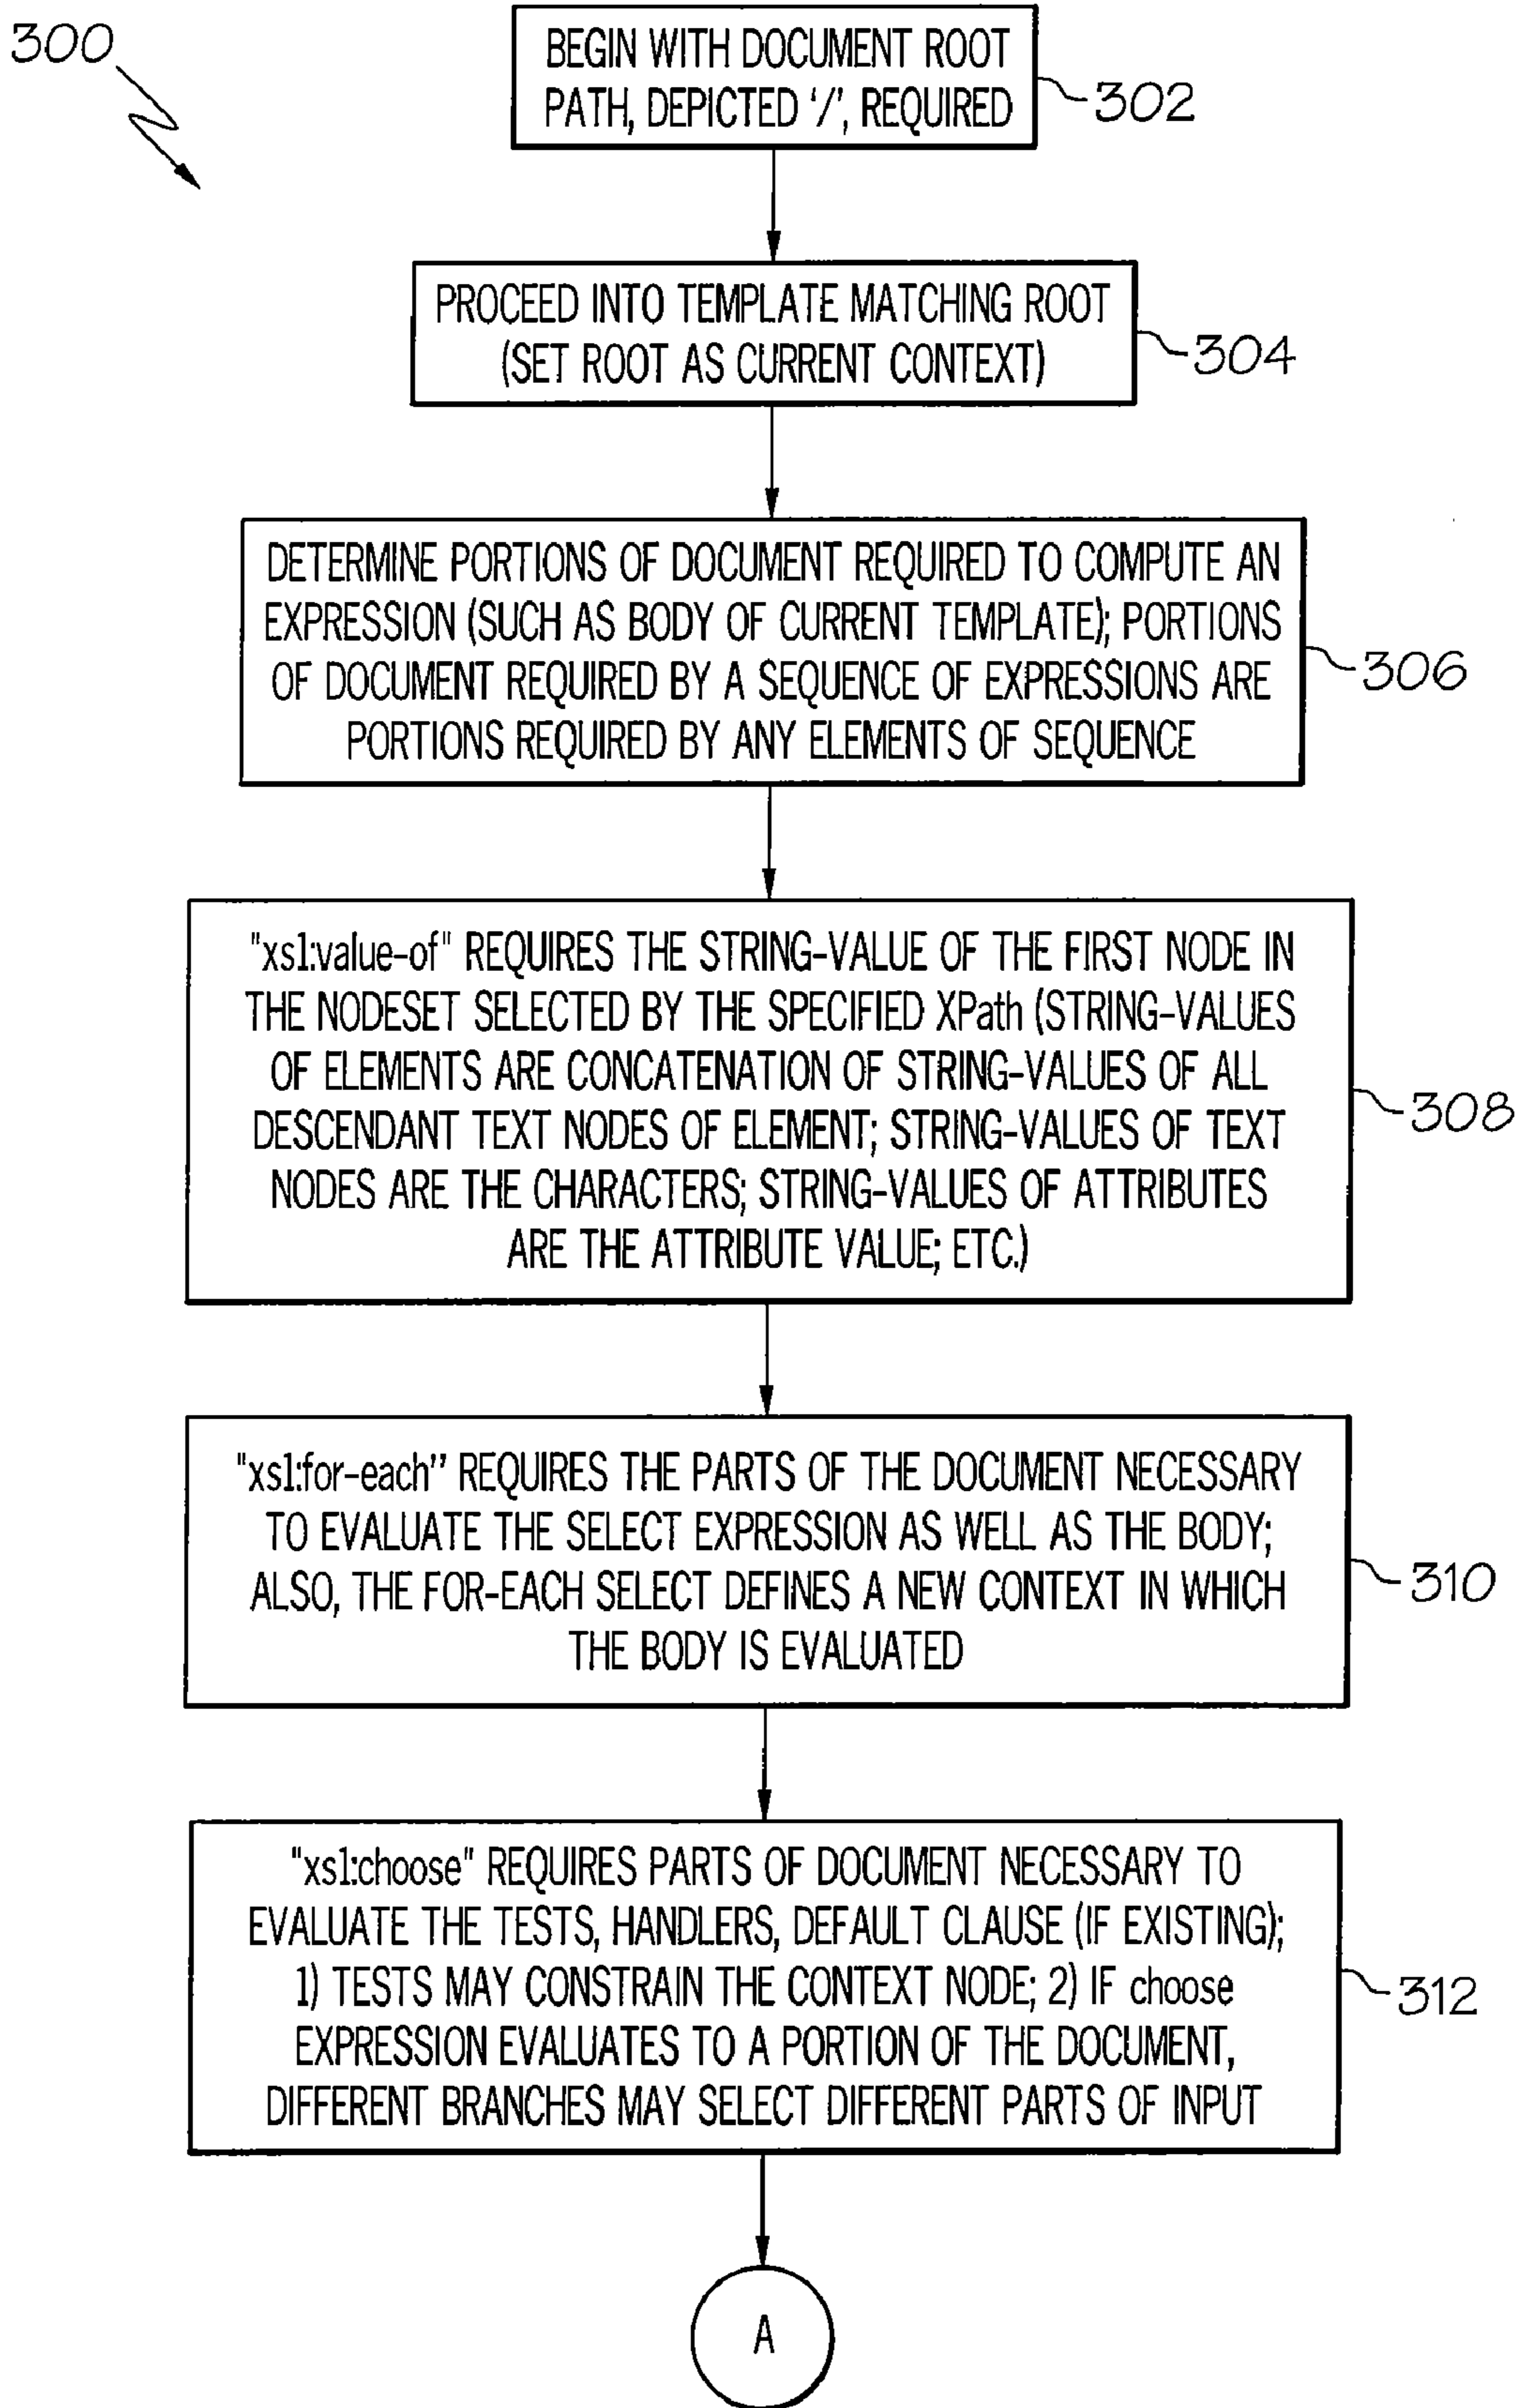 300
BEGIN WITH DOCUMENT ROOT
PATH, DEPICTED '/', REQUIRED
302
PROCEED INTO TEMPLATE MATCHING ROOT
(SET ROOT AS CURRENT CONTEXT)
304
DETERMINE PORTIONS OF DOCUMENT REQUIRED TO COMPUTE AN
EXPRESSION (SUCH AS BODY OF CURRENT TEMPLATE); PORTIONS
OF DOCUMENT REQUIRED BY A SEQUENCE OF EXPRESSIONS ARE
PORTIONS REQUIRED BY ANY ELEMENTS OF SEQUENCE
306
"xsl:value-of" REQUIRES THE STRING-VALUE OF THE FIRST NODE IN
THE NODESET SELECTED BY THE SPECIFIED XPath (STRING-VALUES
OF ELEMENTS ARE CONCATENATION OF STRING-VALUES OF ALL
DESCENDANT TEXT NODES OF ELEMENT; STRING-VALUES OF TEXT
NODES ARE THE CHARACTERS; STRING-VALUES OF ATTRIBUTES
ARE THE ATTRIBUTE VALUE; ETC.)
308
"xsl:for-each" REQUIRES THE PARTS OF THE DOCUMENT NECESSARY
TO EVALUATE THE SELECT EXPRESSION AS WELL AS THE BODY;
ALSO, THE FOR-EACH SELECT DEFINES A NEW CONTEXT IN WHICH
THE BODY IS EVALUATED
310
"xsl:choose" REQUIRES PARTS OF DOCUMENT NECESSARY TO
EVALUATE THE TESTS, HANDLERS, DEFAULT CLAUSE (IF EXISTING);
1) TESTS MAY CONSTRAIN THE CONTEXT NODE; 2) IF choose
EXPRESSION EVALUATES TO A PORTION OF THE DOCUMENT,
DIFFERENT BRANCHES MAY SELECT DIFFERENT PARTS OF INPUT
312
A